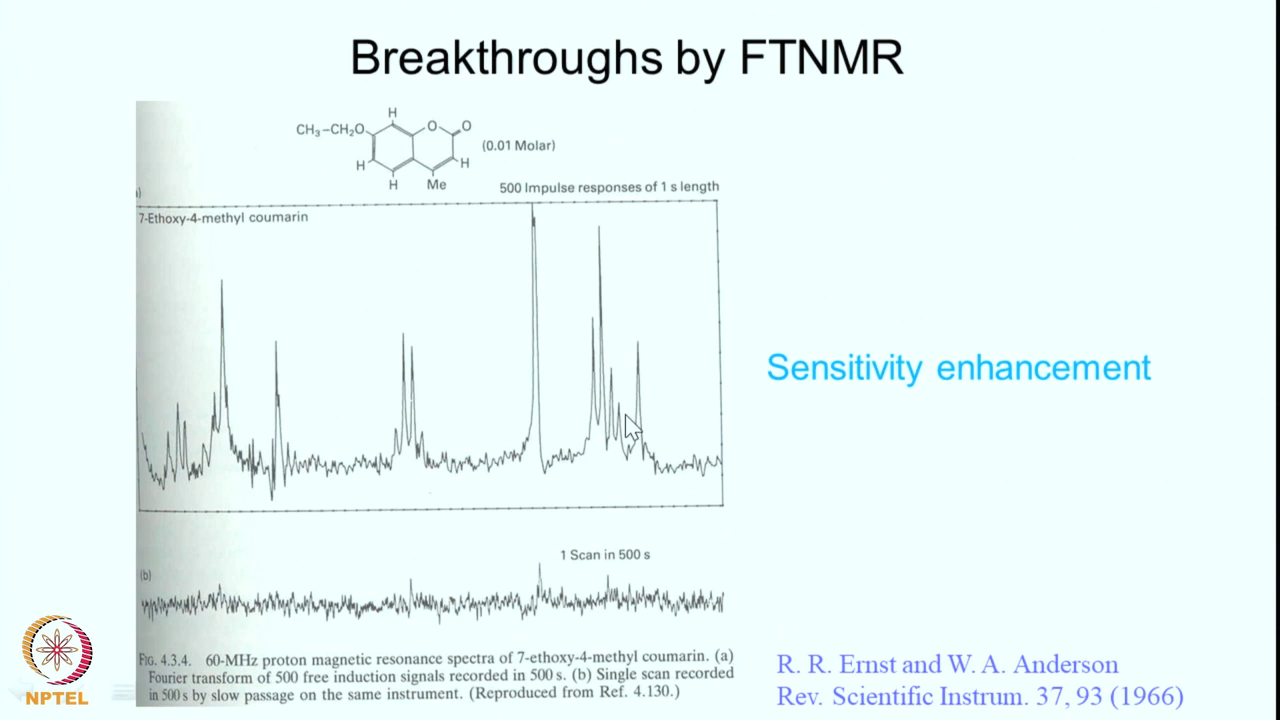 Breakthroughs by FTNMR
H
CH₃–CH₂O
O
O
(0.01 Molar)
H
H
H
Me
500 Impulse responses of 1 s length
7-Ethoxy-4-methyl coumarin
Sensitivity enhancement
1 Scan in 500 s
(b)
FIG. 4.3.4. 60-MHz proton magnetic resonance spectra of 7-ethoxy-4-methyl coumarin. (a)
Fourier transform of 500 free induction signals recorded in 500 s. (b) Single scan recorded
in 500 s by slow passage on the same instrument. (Reproduced from Ref. 4.130.)
R. R. Ernst and W. A. Anderson
Rev. Scientific Instrum. 37, 93 (1966)
NPTEL